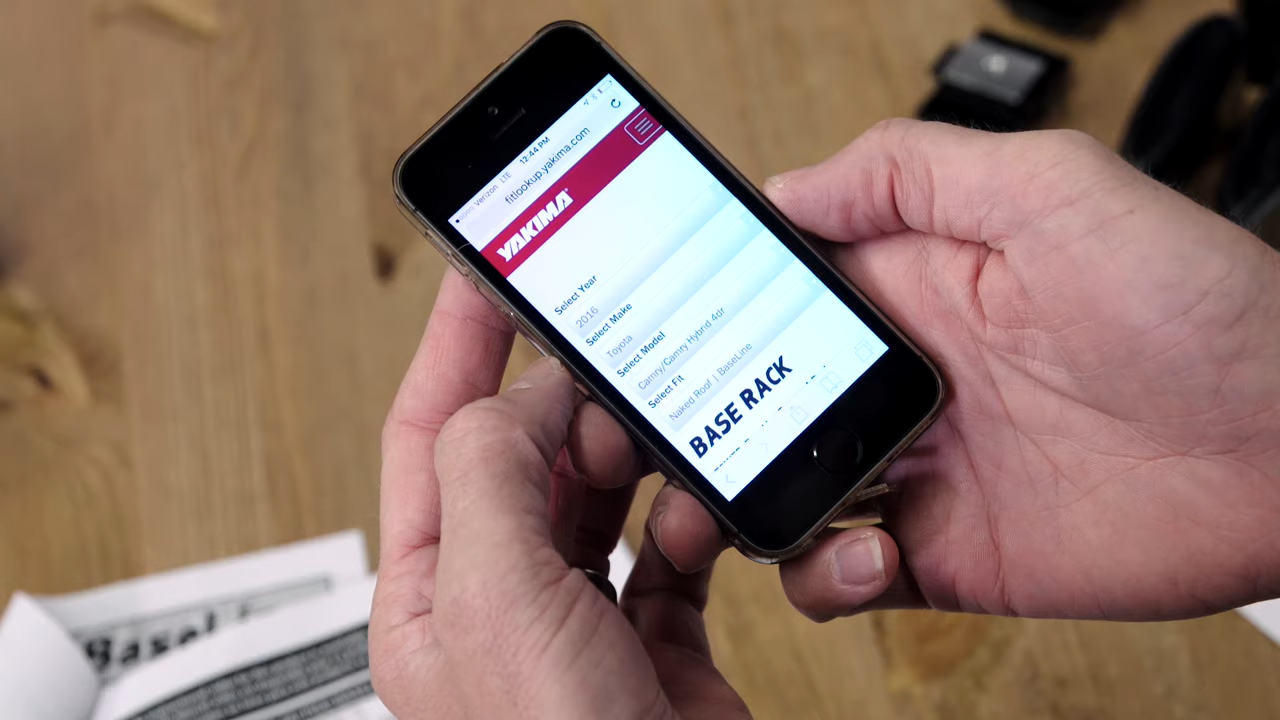 Verizon LTE 12:44 PM
fitlookup.yakima.com
YAKIMA
Select Year
2016
Select Make
Toyota
Select Model
Camry/Camry Hybrid 4dr
Select Fit
Naked Roof | BaseLine
BASE RACK